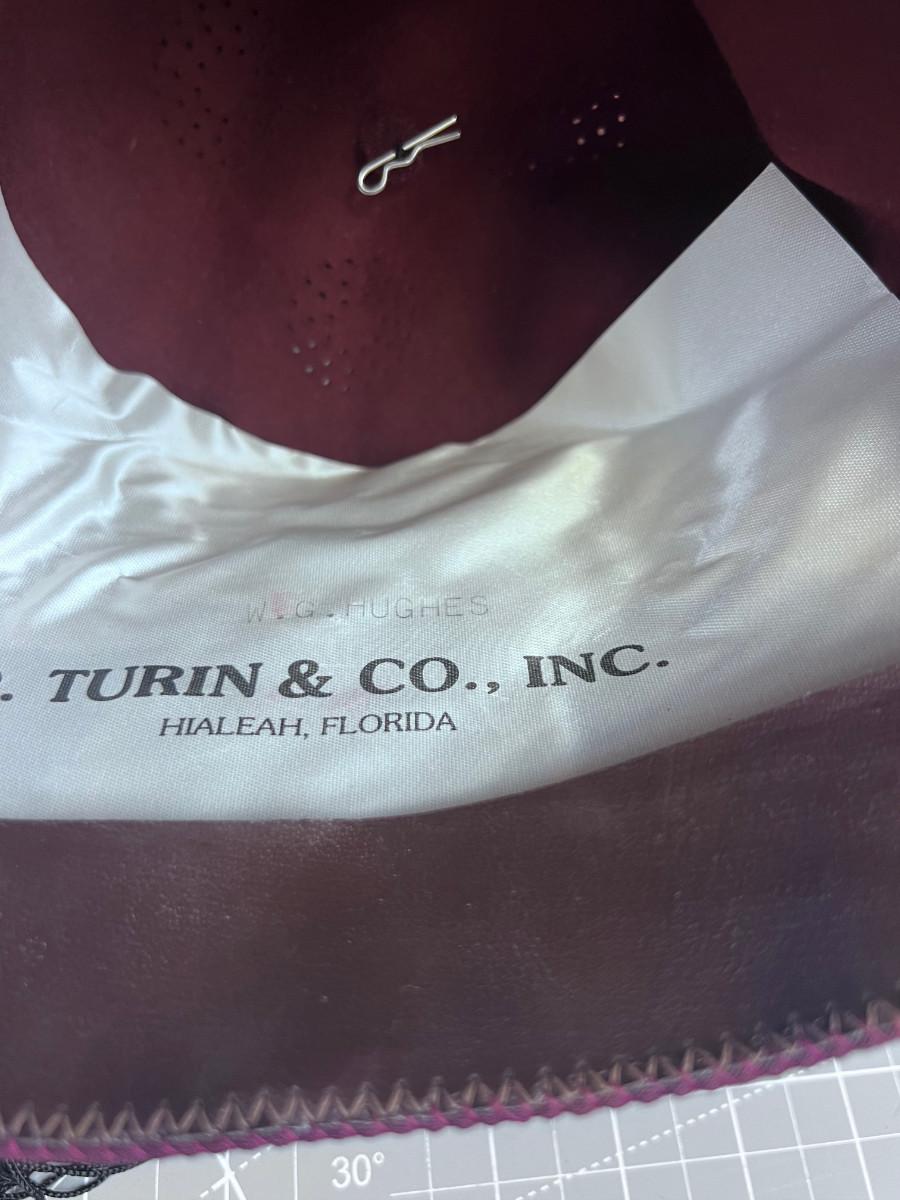 W.G.HUGHES
. TURIN & CO., INC.
HIALEAH, FLORIDA
30°